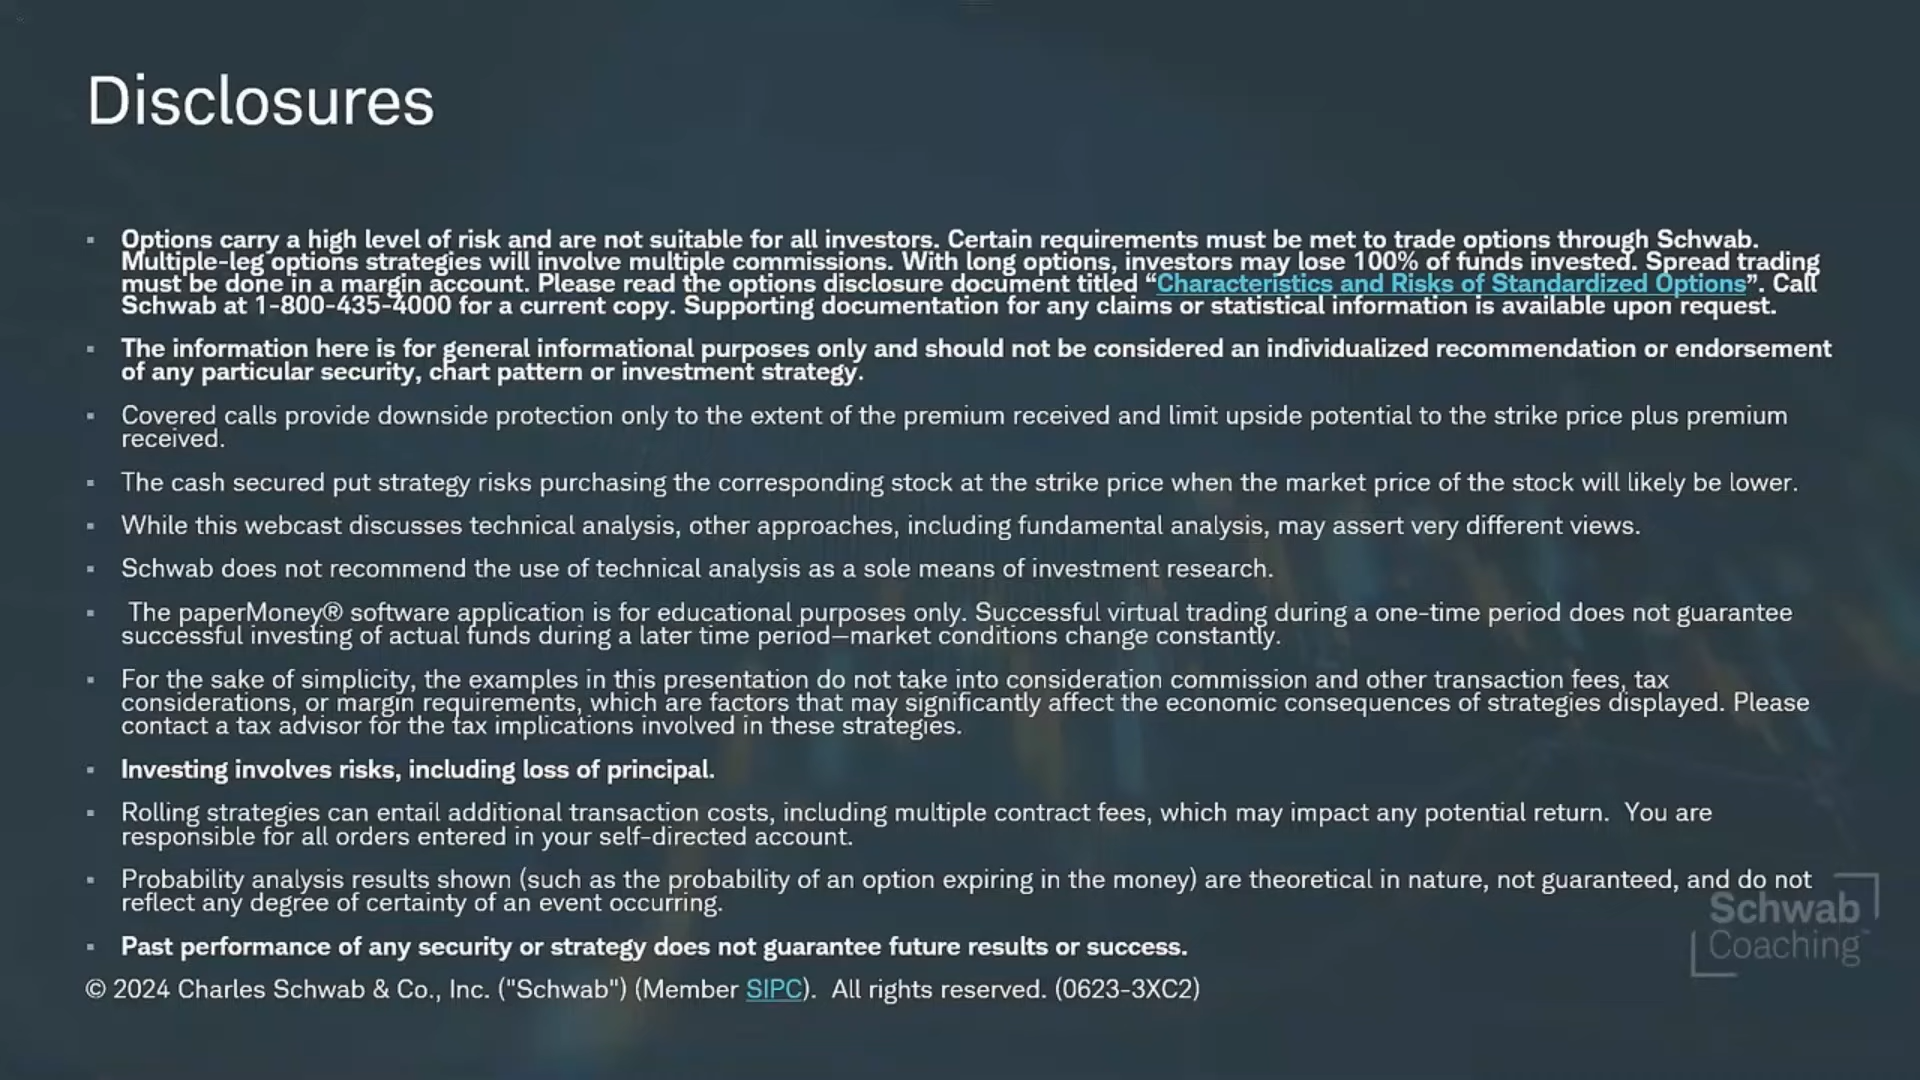 Disclosures
▪ Options carry a high level of risk and are not suitable for all investors. Certain requirements must be met to trade options through Schwab.
Multiple-leg options strategies will involve multiple commissions. With long options, investors may lose 100% of funds invested. Spread trading
must be done in a margin account. Please read the options disclosure document titled “Characteristics and Risks of Standardized Options”. Call
Schwab at 1-800-435-4000 for a current copy. Supporting documentation for any claims or statistical information is available upon request.
▪ The information here is for general informational purposes only and should not be considered an individualized recommendation or endorsement
of any particular security, chart pattern or investment strategy.
▪ Covered calls provide downside protection only to the extent of the premium received and limit upside potential to the strike price plus premium
received.
▪ The cash secured put strategy risks purchasing the corresponding stock at the strike price when the market price of the stock will likely be lower.
▪ While this webcast discusses technical analysis, other approaches, including fundamental analysis, may assert very different views.
▪ Schwab does not recommend the use of technical analysis as a sole means of investment research.
▪ The paperMoney® software application is for educational purposes only. Successful virtual trading during a one-time period does not guarantee
successful investing of actual funds during a later time period—market conditions change constantly.
▪ For the sake of simplicity, the examples in this presentation do not take into consideration commission and other transaction fees, tax
considerations, or margin requirements, which are factors that may significantly affect the economic consequences of strategies displayed. Please
contact a tax advisor for the tax implications involved in these strategies.
▪ Investing involves risks, including loss of principal.
▪ Rolling strategies can entail additional transaction costs, including multiple contract fees, which may impact any potential return.  You are
responsible for all orders entered in your self-directed account.
▪ Probability analysis results shown (such as the probability of an option expiring in the money) are theoretical in nature, not guaranteed, and do not
reflect any degree of certainty of an event occurring.
▪ Past performance of any security or strategy does not guarantee future results or success.
© 2024 Charles Schwab & Co., Inc. ("Schwab") (Member SIPC).  All rights reserved. (0623-3XC2)
Schwab
Coaching™